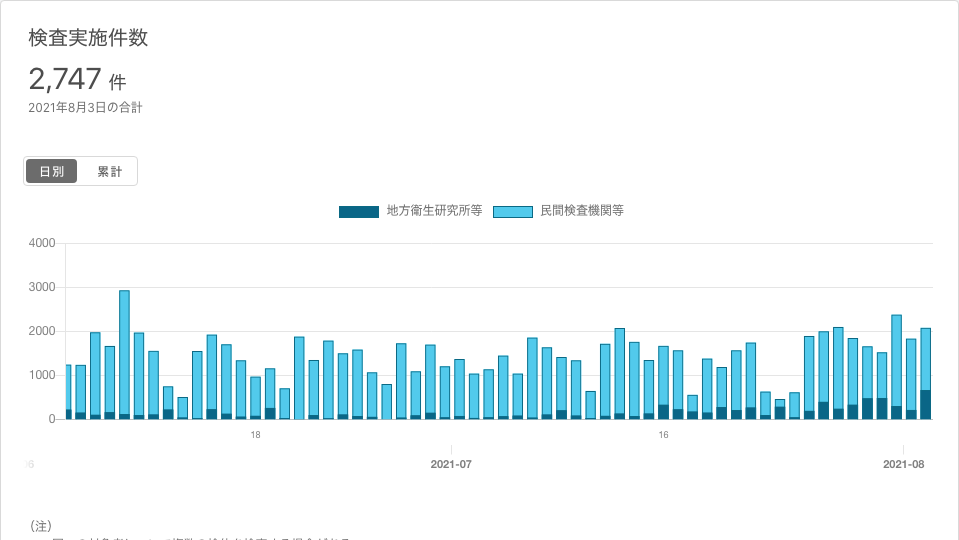 検査実施件数
2,747 件
2021年8月3日の合計
日別 累計
地方衛生研究所等 民間検査機関等
4000
3000
2000
1000
0
18 16
2021-07 2021-08
（注）